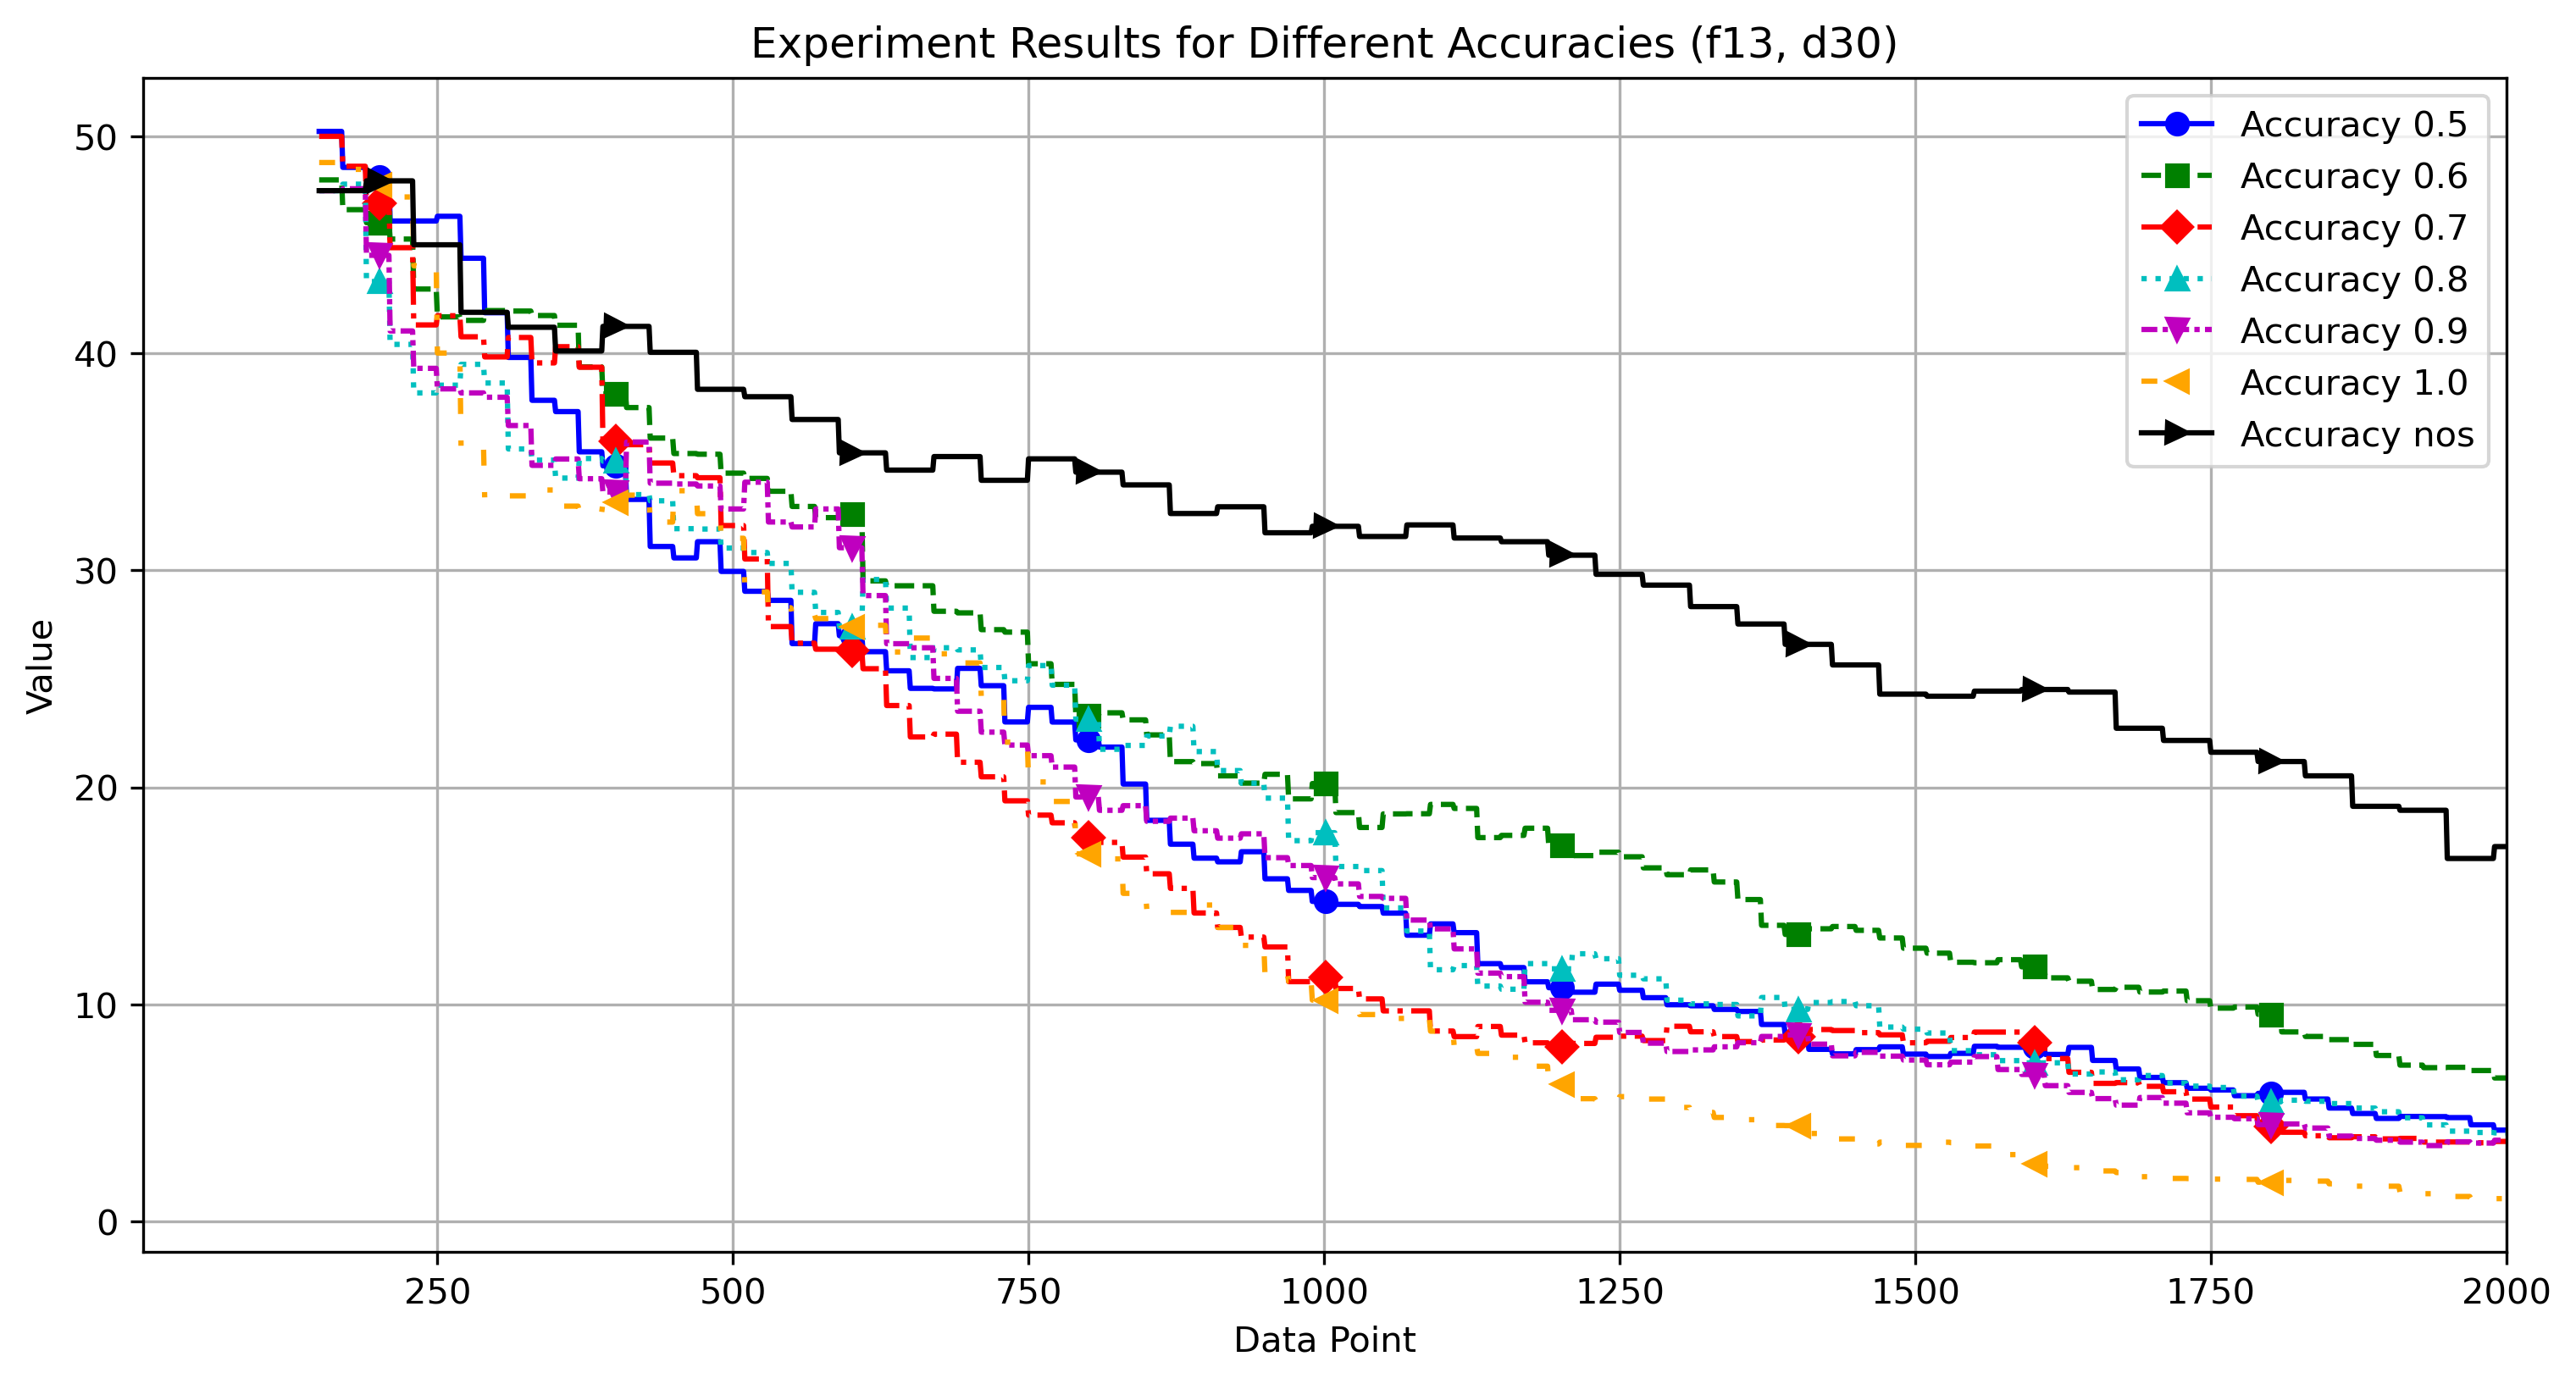 Experiment Results for Different Accuracies (f13, d30)
50
40
30
20
10
0
Value
250 500 750 1000 1250 1500 1750 2000
Data Point
Accuracy 0.5
Accuracy 0.6
Accuracy 0.7
Accuracy 0.8
Accuracy 0.9
Accuracy 1.0
Accuracy nos